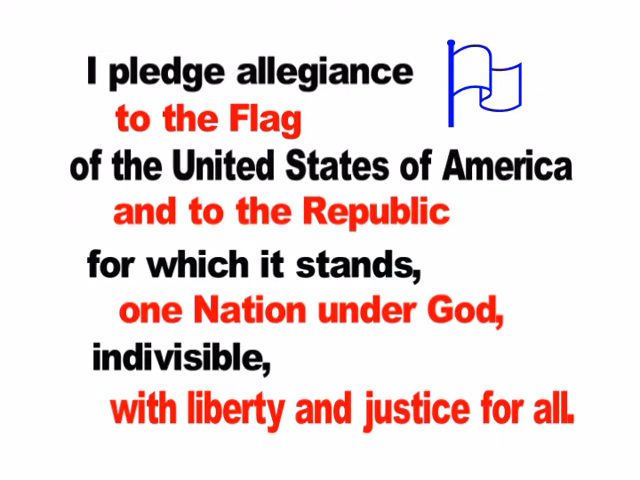 I pledge allegiance
to the Flag
of the United States of America
and to the Republic
for which it stands,
one Nation under God,
indivisible,
with liberty and justice for all.